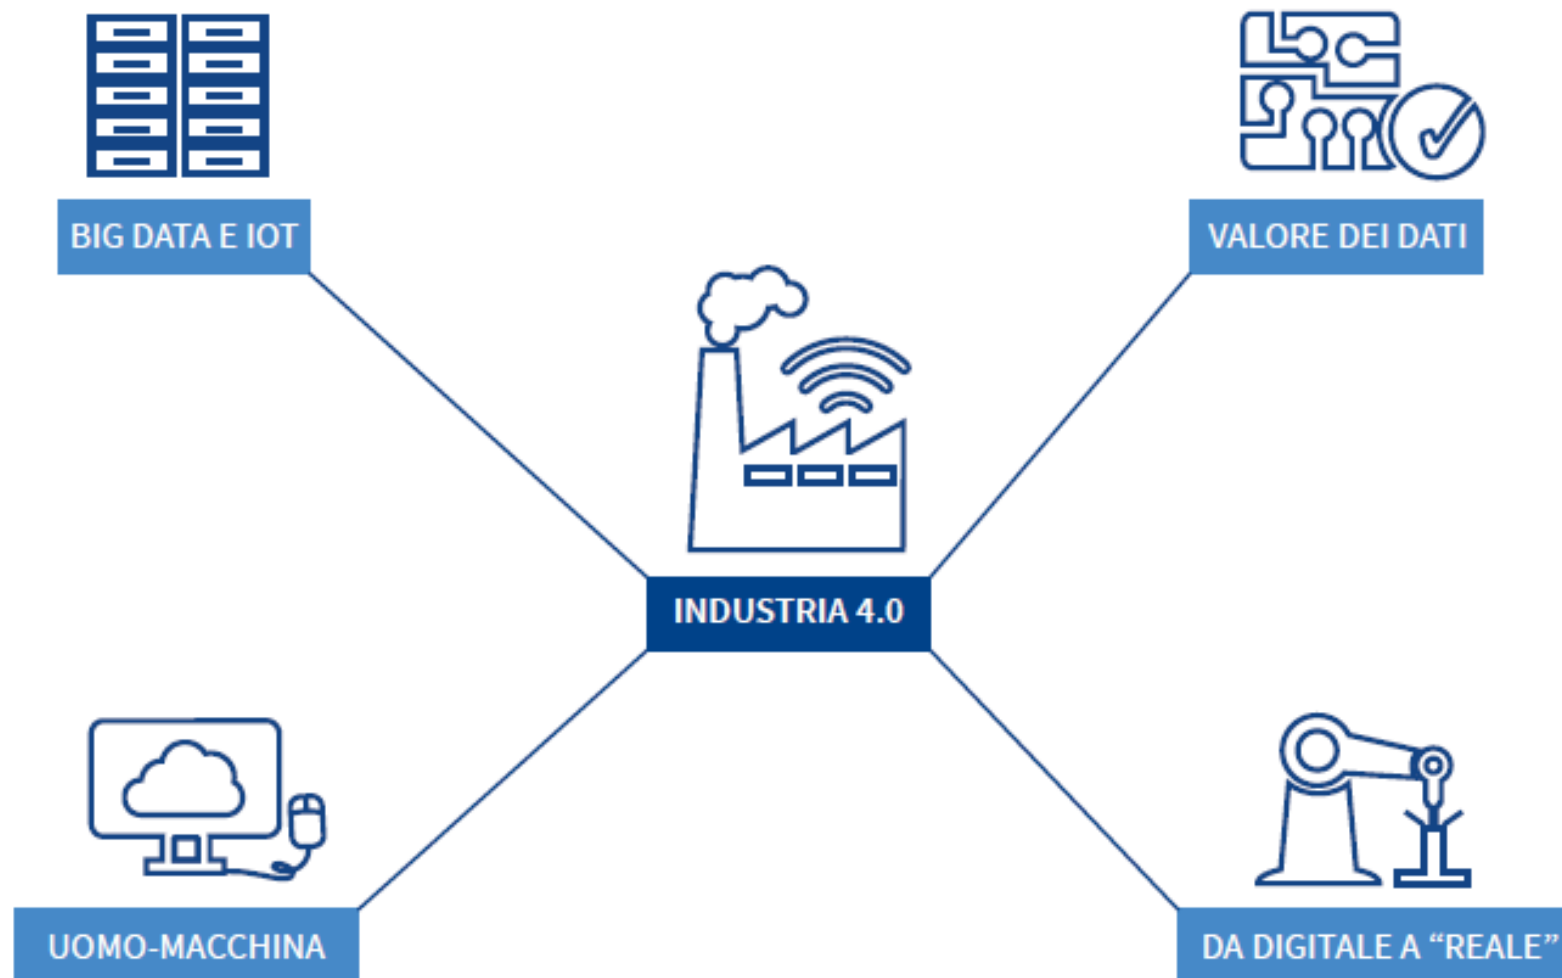 BIG DATA E IOT
VALORE DEI DATI
INDUSTRIA 4.0
UOMO-MACCHINA
DA DIGITALE A “REALE”